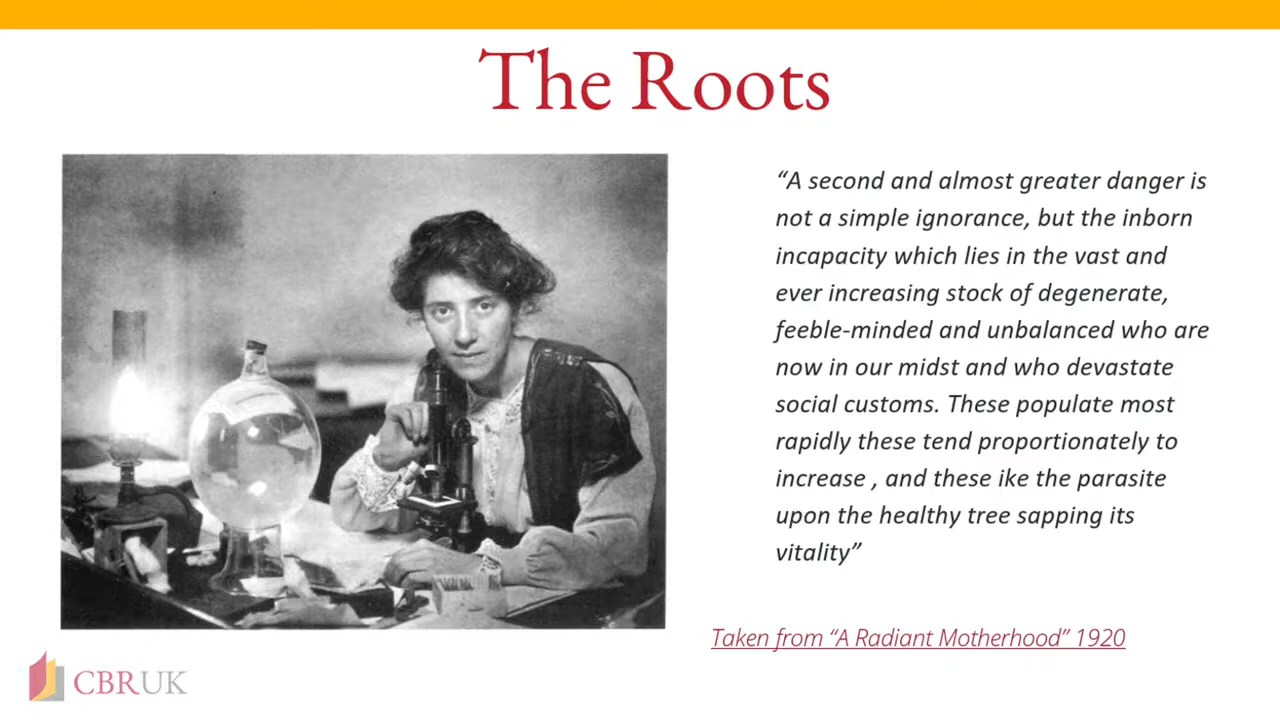 The Roots
“A second and almost greater danger is
not a simple ignorance, but the inborn
incapacity which lies in the vast and
ever increasing stock of degenerate,
feeble-minded and unbalanced who are
now in our midst and who devastate
social customs. These populate most
rapidly these tend proportionately to
increase , and these ike the parasite
upon the healthy tree sapping its
vitality”
Taken from “A Radiant Motherhood” 1920
CBRUK